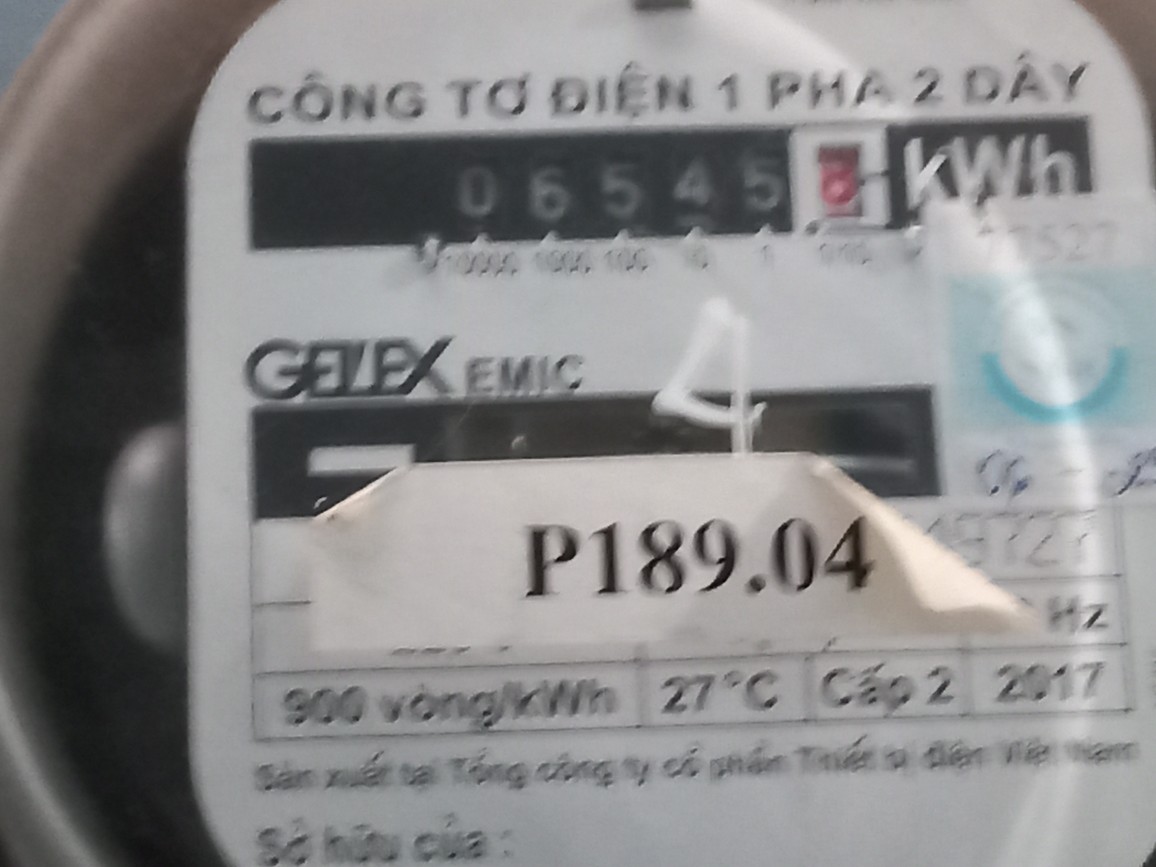 CÔNG TƠ ĐIỆN 1 PHA 2 DÂY
06545 kWh
10000 1000 100 10 1 1/10
GELEX EMIC
4
P189.04
Hz
900 vòng/kWh 27°C Cấp 2 2017
Sản xuất tại Tổng công ty cổ phần Thiết bị điện Việt Nam
Sở hữu của :